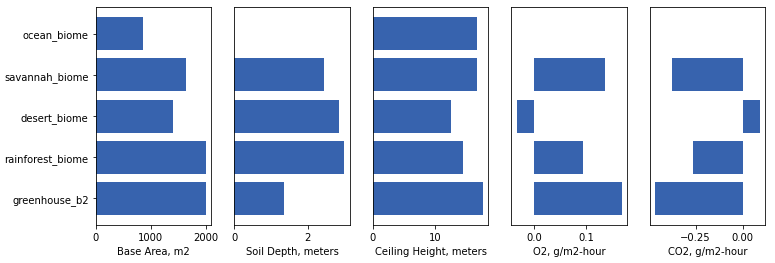 ocean_biome
savannah_biome
desert_biome
rainforest_biome
greenhouse_b2
0 1000 2000
Base Area, m2
0 2
Soil Depth, meters
0 10
Ceiling Height, meters
0.0 0.1
O2, g/m2-hour
−0.25 0.00
CO2, g/m2-hour